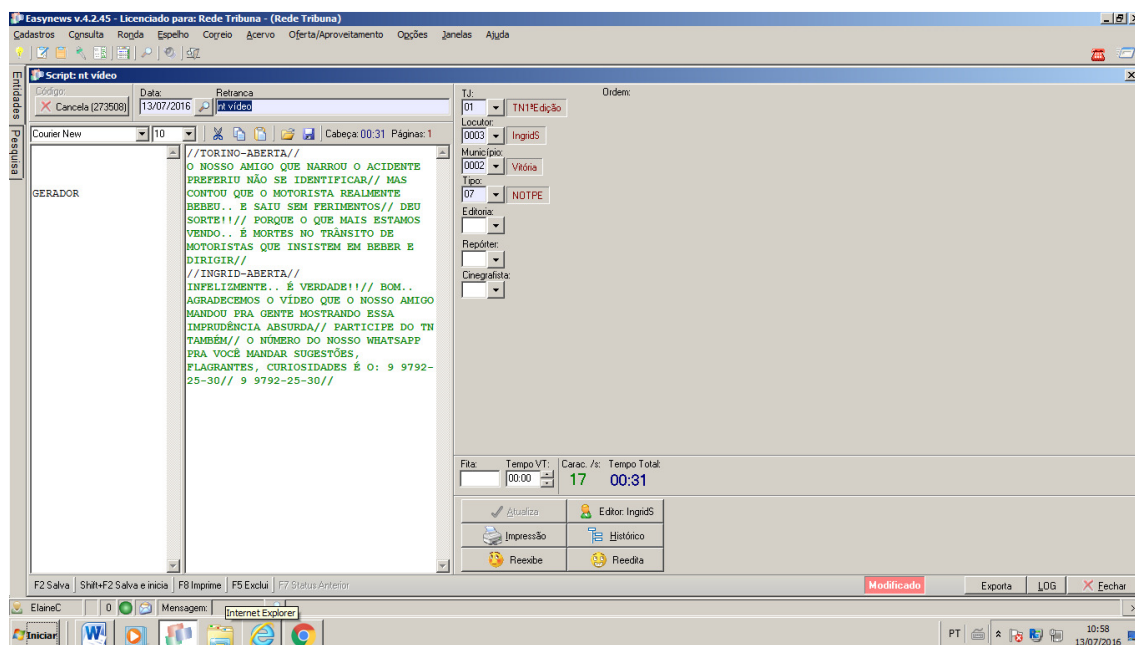 Easynews v.4.2.45 - Licenciado para: Rede Tribuna - (Rede Tribuna)
Cadastros Consulta Ronda Espelho Correio Acervo Oferta/Aproveitamento Opções Janelas Ajuda
Entidades
Pesquisa
Script: nt vídeo
Código: Data: Retranca
Cancela (273508) 13/07/2016 nt vídeo
Courier New 10 Cabeça: 00:31 Páginas: 1
GERADOR
//TORINO-ABERTA//
O NOSSO AMIGO QUE NARROU O ACIDENTE
PREFERIU NÃO SE IDENTIFICAR// MAS
CONTOU QUE O MOTORISTA REALMENTE
BEBEU.. E SAIU SEM FERIMENTOS// DEU
SORTE!!// PORQUE O QUE MAIS ESTAMOS
VENDO.. É MORTES NO TRÂNSITO DE
MOTORISTAS QUE INSISTEM EM BEBER E
DIRIGIR//
//INGRID-ABERTA//
INFELIZMENTE.. É VERDADE!!// BOM..
AGRADECEMOS O VÍDEO QUE O NOSSO AMIGO
MANDOU PRA GENTE MOSTRANDO ESSA
IMPRUDÊNCIA ABSURDA// PARTICIPE DO TN
TAMBÉM// O NÚMERO DO NOSSO WHATSAPP
PRA VOCÊ MANDAR SUGESTÕES,
FLAGRANTES, CURIOSIDADES É O: 9 9792-
25-30// 9 9792-25-30//
TJ: Ordem:
01 TN1ªEdição
Locutor:
0003 IngridS
Município:
0002 Vitória
Tipo:
07 NOTPE
Editoria:
Repórter:
Cinegrafista:
Fita: Tempo VT: Carac. /s: Tempo Total:
00:00 17 00:31
Atualiza Editor: IngridS
Impressão Histórico
Reexibe Reedita
F2 Salva Shift+F2 Salva e inicia F8 Imprime F5 Exclui F7 Status Anterior Modificado Exporta LOG Fechar
ElaineC 0 Mensagem:
Internet Explorer
Iniciar PT 10:58
13/07/2016